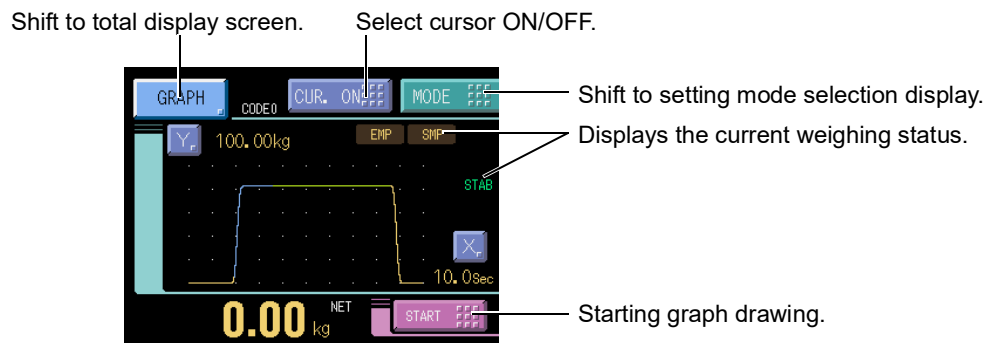 Shift to total display screen.
Select cursor ON/OFF.
GRAPH
CODE0
CUR. ON
MODE
Shift to setting mode selection display.
Y
100.00kg
EMP
SMP
Displays the current weighing status.
STAB
X
10.0Sec
0.00 kg
NET
START
Starting graph drawing.